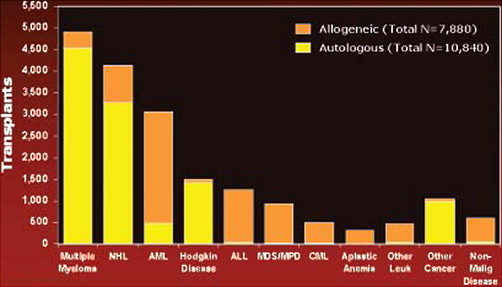 5,500
5,000
4,500
4,000
3,500
3,000
2,500
2,000
1,500
1,000
500
0
Transplants
Allogeneic (Total N=7,880)
Autologous (Total N=10,840)
Multiple
Myeloma
NHL
AML
Hodgkin
Disease
ALL
MDS/MPD
CML
Aplastic
Anemia
Other
Leuk
Other
Cancer
Non-
Malig
Disease